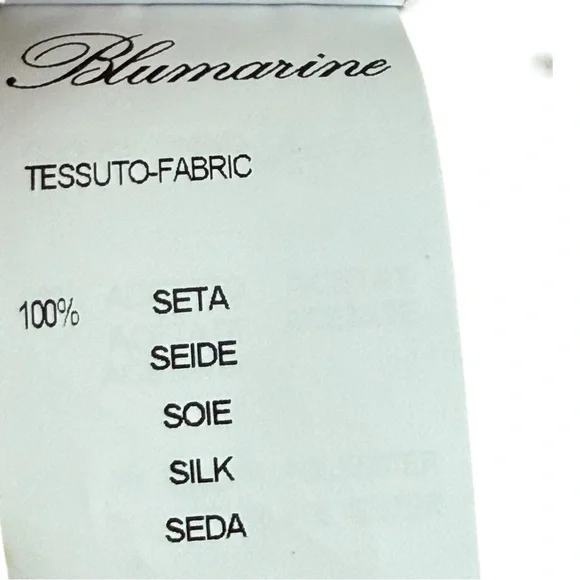 Blumarine
TESSUTO-FABRIC
100% SETA
SEIDE
SOIE
SILK
SEDA